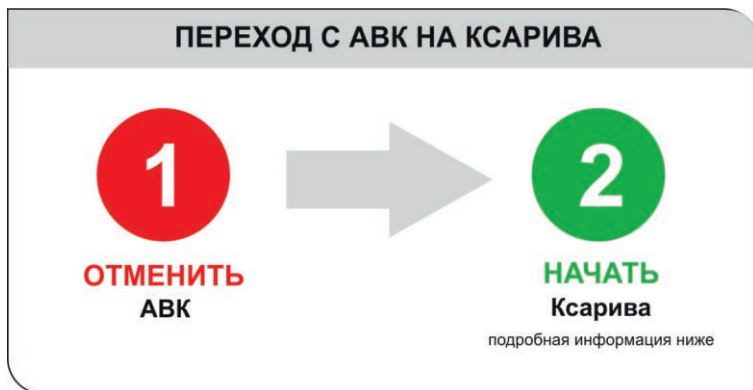 ПЕРЕХОД С АВК НА КСАРИВА
1
2
ОТМЕНИТЬ
АВК
НАЧАТЬ
Ксарива
подробная информация ниже